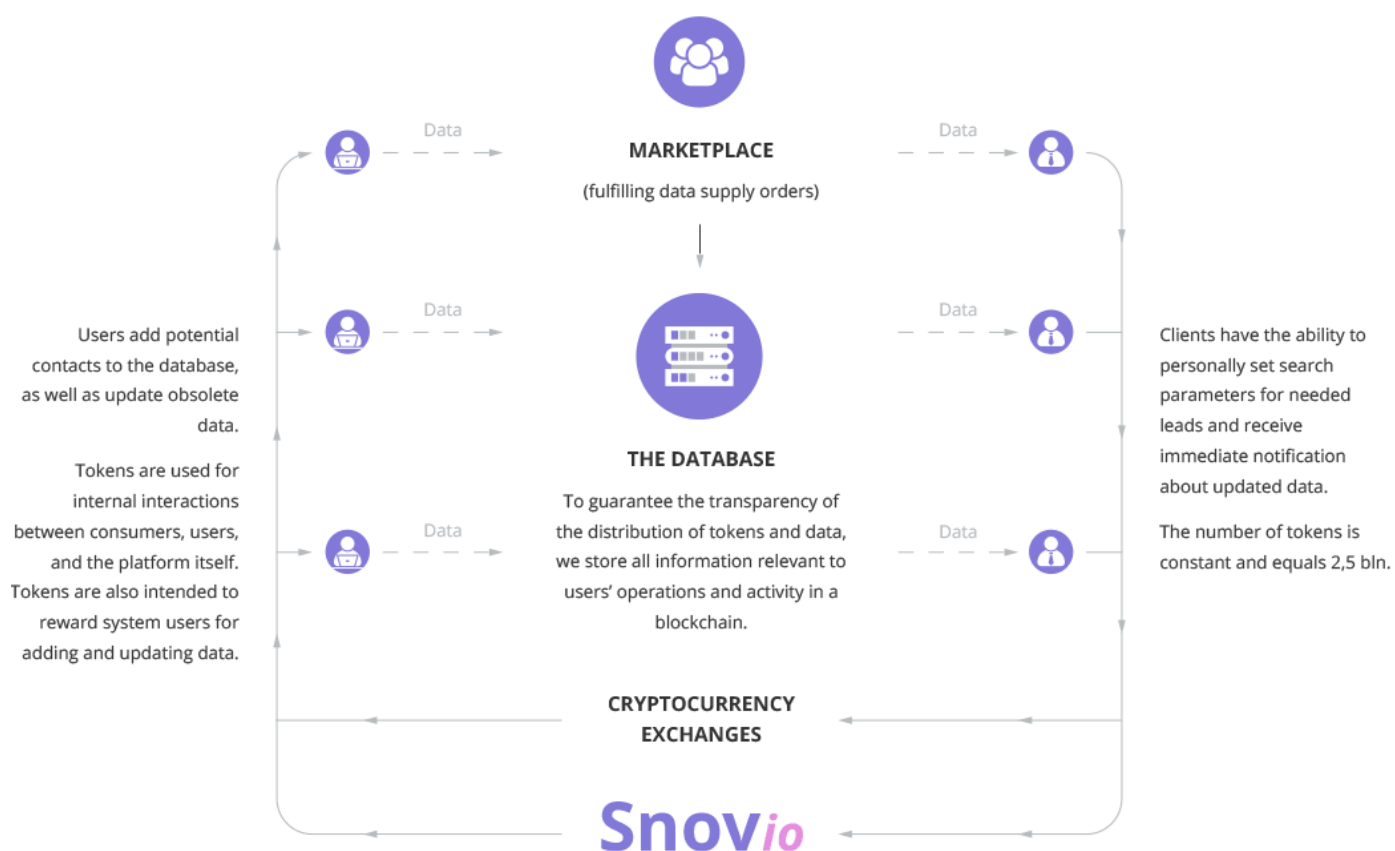 Data
Data
MARKETPLACE
(fulfilling data supply orders)
Data
Data
Users add potential
contacts to the database,
as well as update obsolete
data.
Tokens are used for
internal interactions
between consumers, users,
and the platform itself.
Tokens are also intended to
reward system users for
adding and updating data.
THE DATABASE
To guarantee the transparency of
the distribution of tokens and data,
we store all information relevant to
users’ operations and activity in a
blockchain.
Data
Data
Clients have the ability to
personally set search
parameters for needed
leads and receive
immediate notification
about updated data.
The number of tokens is
constant and equals 2,5 bln.
CRYPTOCURRENCY
EXCHANGES
Snovio